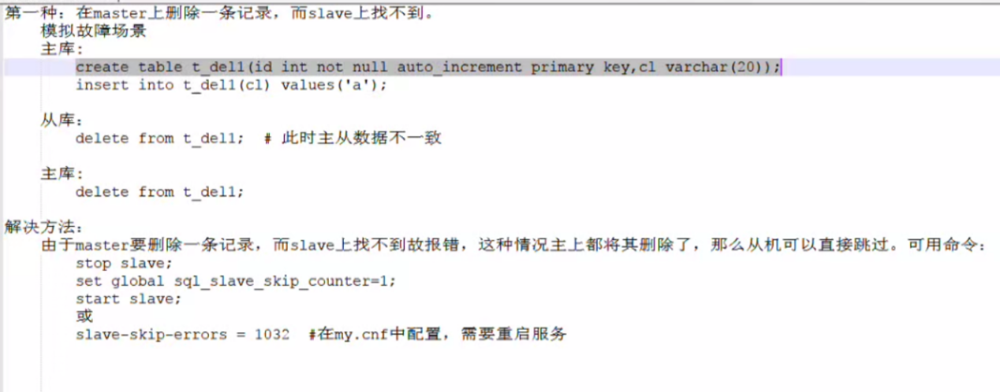 第一种：在master上删除一条记录，而slave上找不到。
模拟故障场景
主库：
create table t_del1(id int not null auto_increment primary key,cl varchar(20));
insert into t_del1(cl) values('a');
从库：
delete from t_del1;  # 此时主从数据不一致
主库：
delete from t_del1;
解决方法：
由于master要删除一条记录，而slave上找不到故报错，这种情况主上都将其删除了，那么从机可以直接跳过。可用命令：
stop slave;
set global sql_slave_skip_counter=1;
start slave;
或
slave-skip-errors = 1032  #在my.cnf中配置，需要重启服务